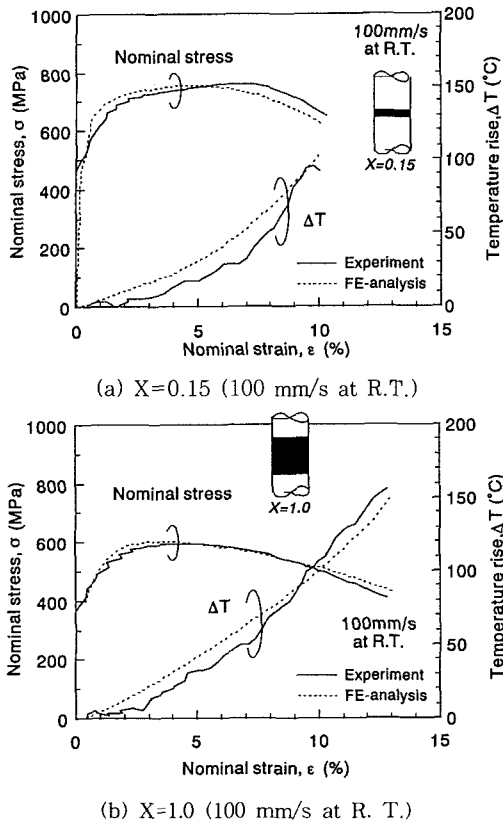 1000
800
600
400
200
0
Nominal stress, σ (MPa)
Nominal stress
100mm/s
at R.T.
X=0.15
ΔT
Experiment
FE-analysis
200
150
100
50
0
Temperature rise, ΔT (°C)
0 5 10 15
Nominal strain, ε (%)
(a) X=0.15 (100 mm/s at R.T.)
1000
800
600
400
200
0
Nominal stress, σ (MPa)
Nominal stress
X=1.0
ΔT
100mm/s
at R.T.
Experiment
FE-analysis
200
150
100
50
0
Temperature rise, ΔT (°C)
0 5 10 15
Nominal strain, ε (%)
(b) X=1.0 (100 mm/s at R. T.)